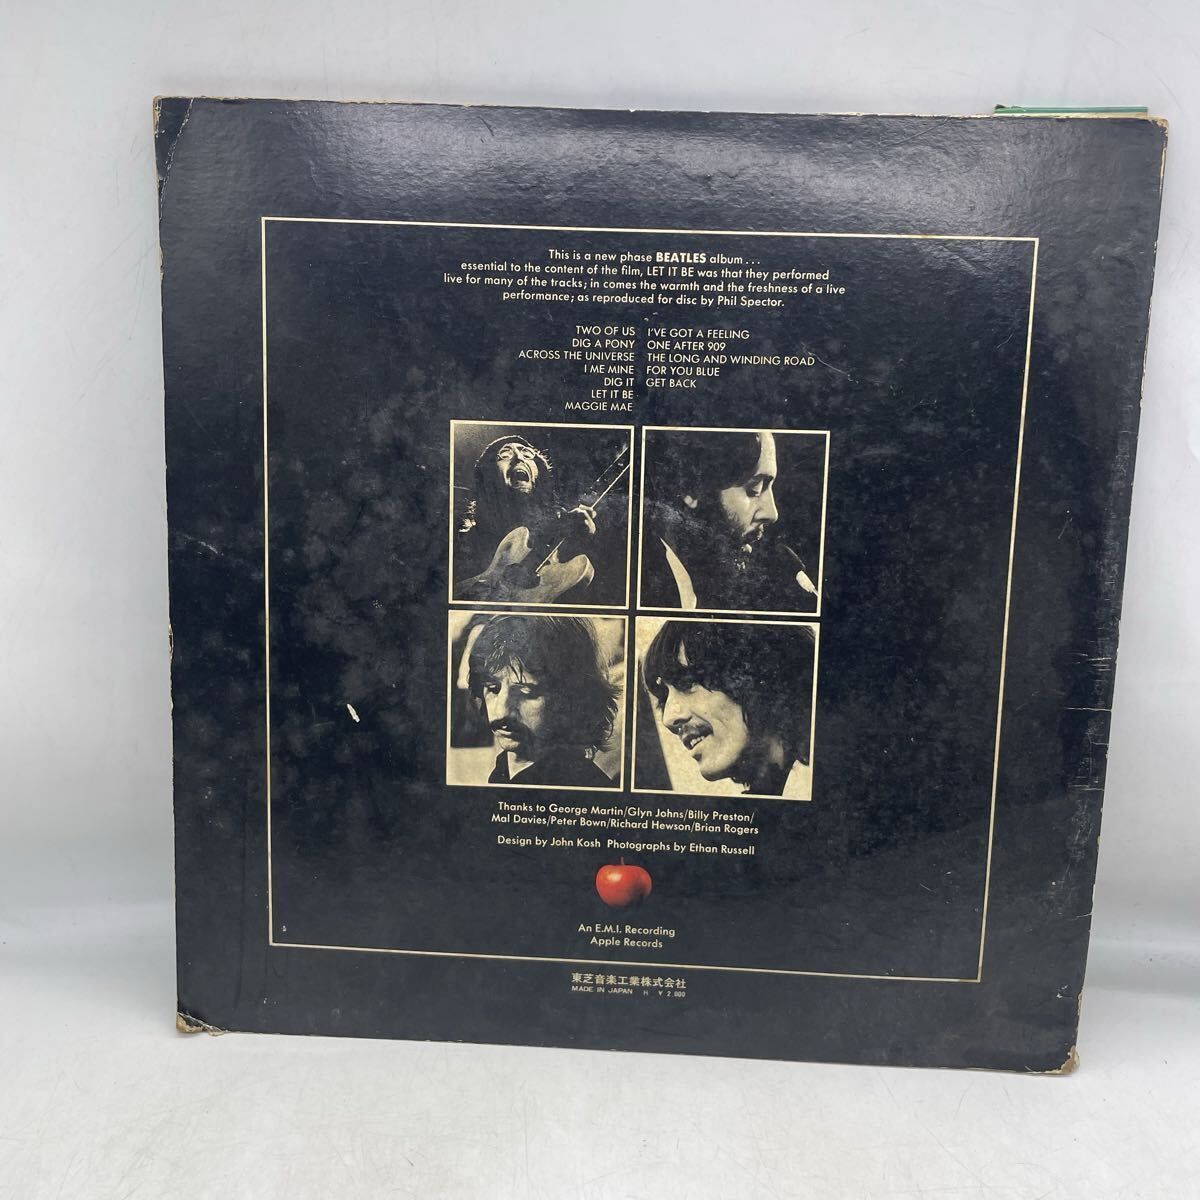 This is a new phase BEATLES album . . .
essential to the content of the film, LET IT BE was that they performed
live for many of the tracks; in comes the warmth and the freshness of a live
performance; as reproduced for disc by Phil Spector.
TWO OF US
DIG A PONY
ACROSS THE UNIVERSE
I ME MINE
DIG IT
LET IT BE
MAGGIE MAE
I'VE GOT A FEELING
ONE AFTER 909
THE LONG AND WINDING ROAD
FOR YOU BLUE
GET BACK
Thanks to George Martin/Glyn Johns/Billy Preston/
Mal Davies/Peter Bown/Richard Hewson/Brian Rogers
Design by John Kosh Photographs by Ethan Russell
An E.M.I. Recording
Apple Records
東芝音楽工業株式会社
MADE IN JAPAN H ¥2,000